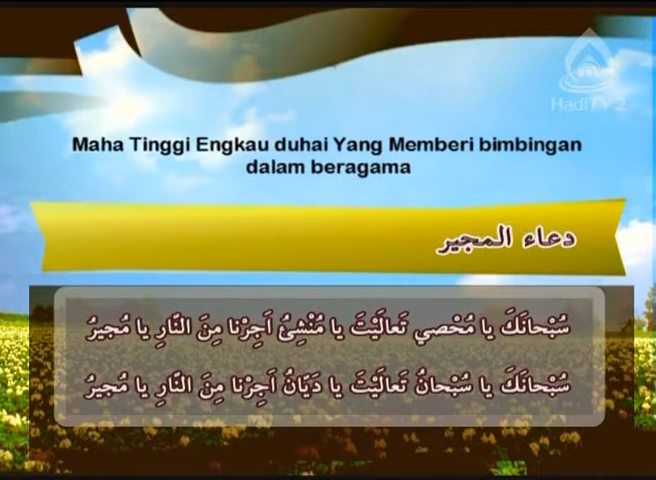 HadiTV 2
Maha Tinggi Engkau duhai Yang Memberi bimbingan
dalam beragama
دعاء المجير
سُبْحانَكَ يا مُحْصي تَعالَيْتَ يا مُنْشِئُ اَجِرْنا مِنَ النّارِ يا مُجيرُ
سُبْحانَكَ يا سُبْحانُ تَعالَيْتَ يا دَيّانُ اَجِرْنا مِنَ النّارِ يا مُجيرُ